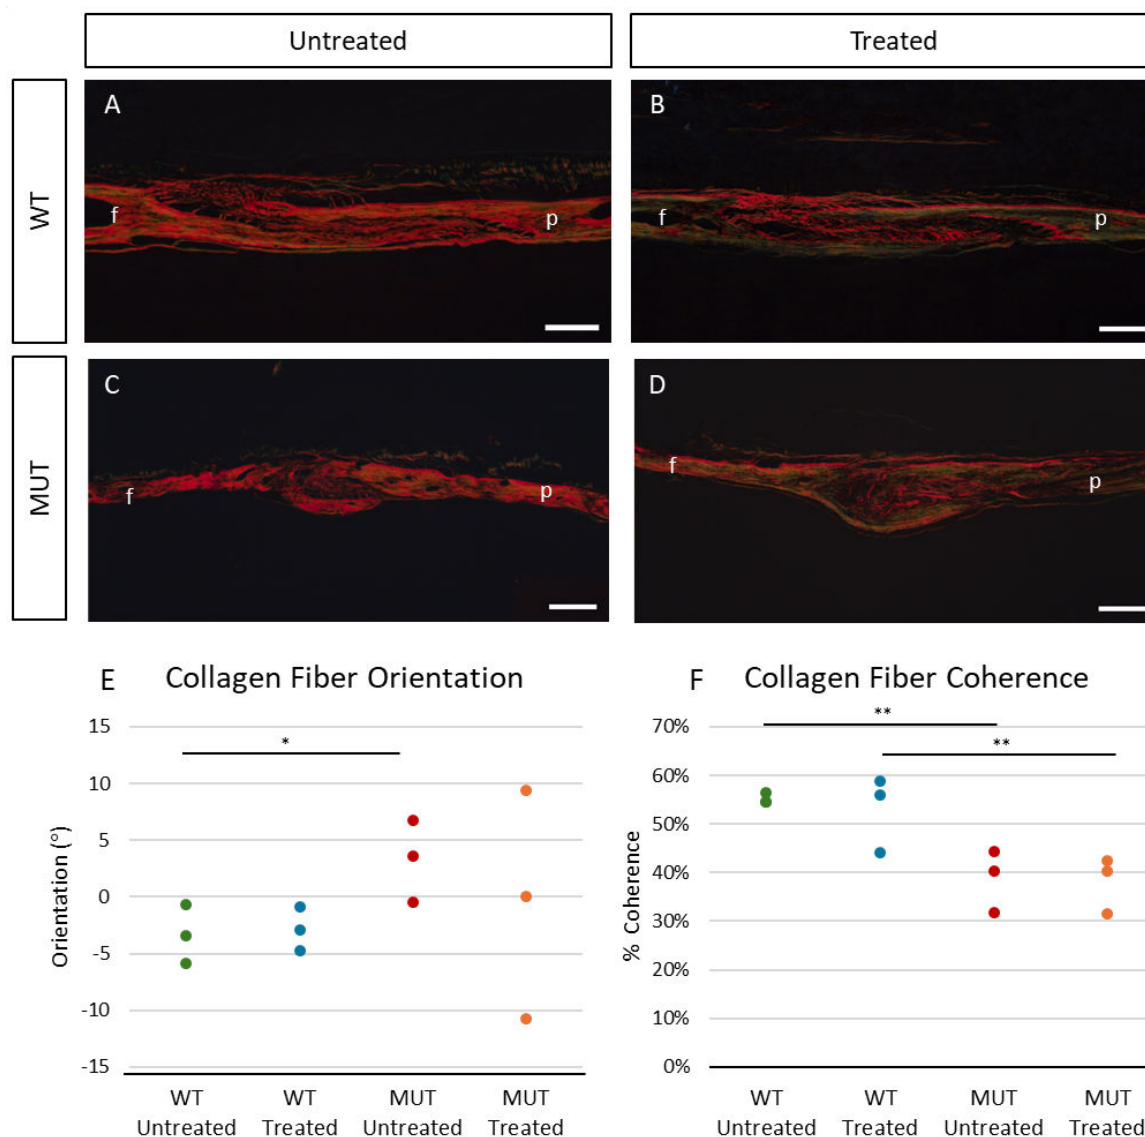 Untreated
Treated
WT
A
f
p
B
f
p
MUT
C
f
p
D
f
p
E Collagen Fiber Orientation
15
10
5
0
-5
-10
-15
Orientation (°)
*
WT
Untreated
WT
Treated
MUT
Untreated
MUT
Treated
F Collagen Fiber Coherence
70%
60%
50%
40%
30%
20%
10%
0%
% Coherence
**
**
WT
Untreated
WT
Treated
MUT
Untreated
MUT
Treated